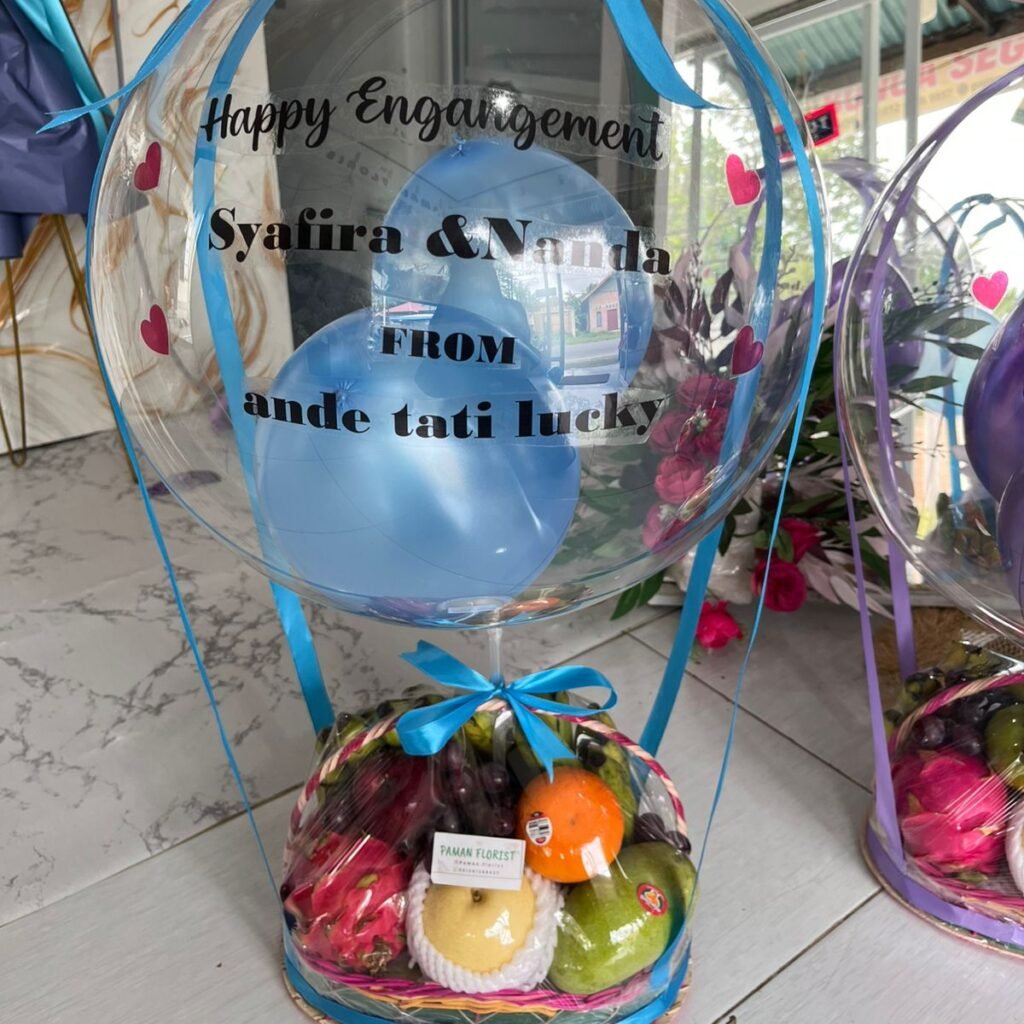 Happy Engangement
Syafira & Nanda
FROM
ande tati lucky
PAMAN FLORIST